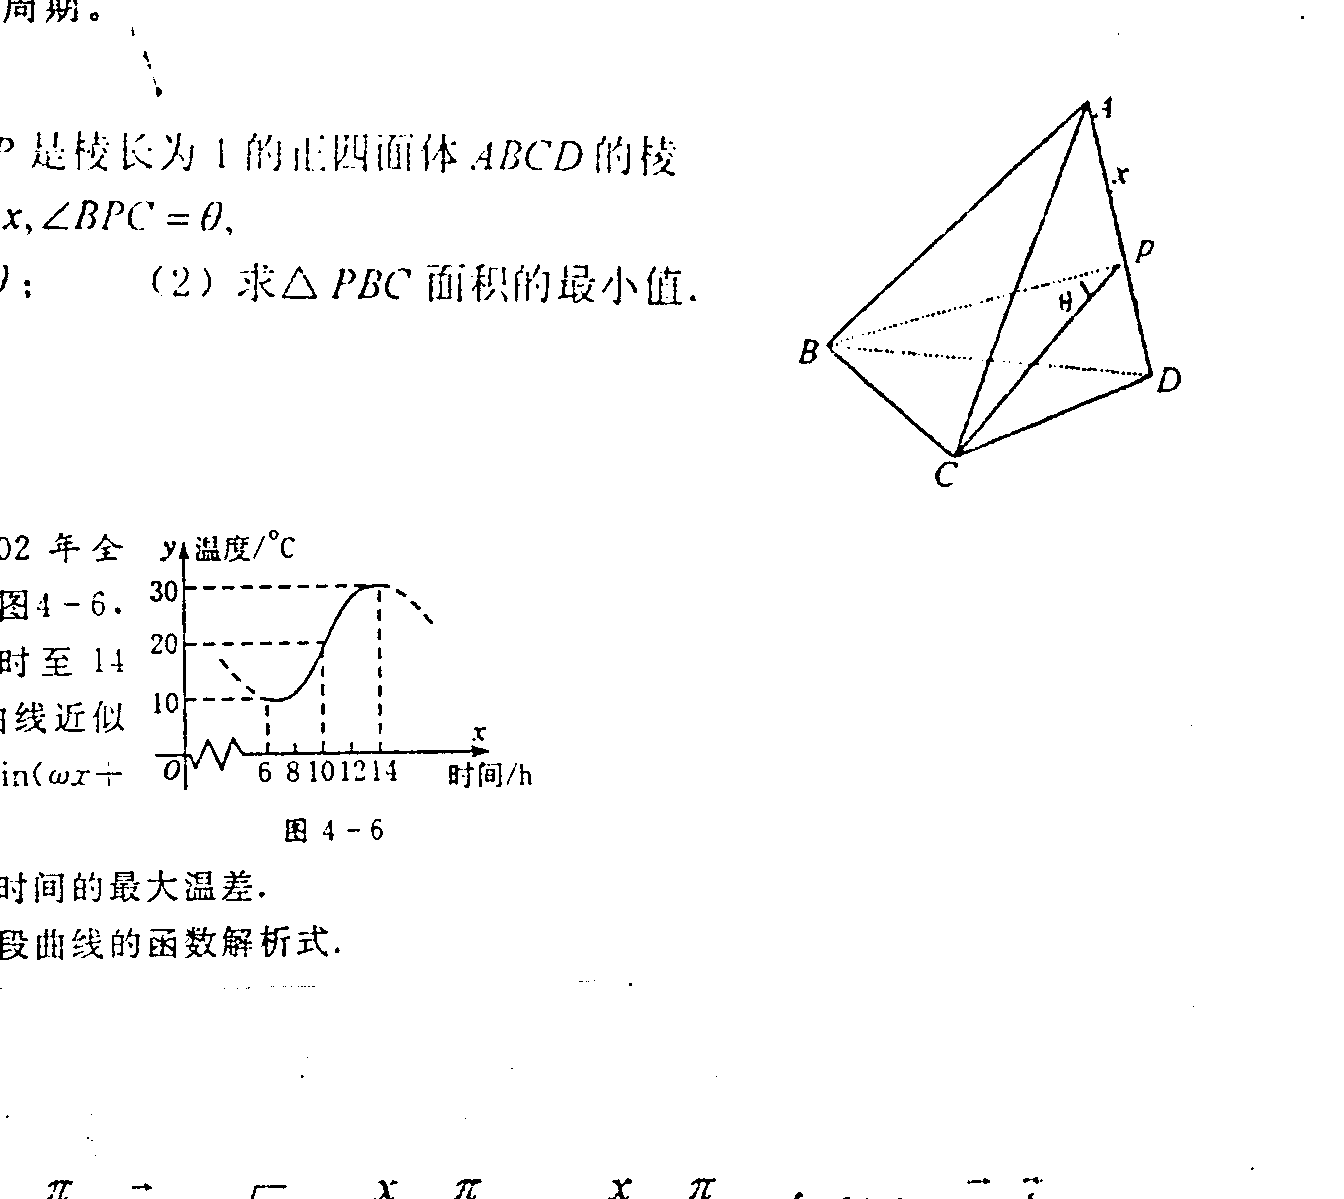 周期。
P 是棱长为 1 的正四面体 ABCD 的棱
x,∠BPC = θ,
; (2) 求△ PBC 面积的最小值.
A
x
P
θ
B
D
C
02 年全
图4-6.
时至 14
曲线近似
in(ωx+
y 温度/°C
30
20
10
O 6 8 10 12 14
x
时间/h
图 4-6
时间的最大温差.
段曲线的函数解析式.
π → x π x π → →